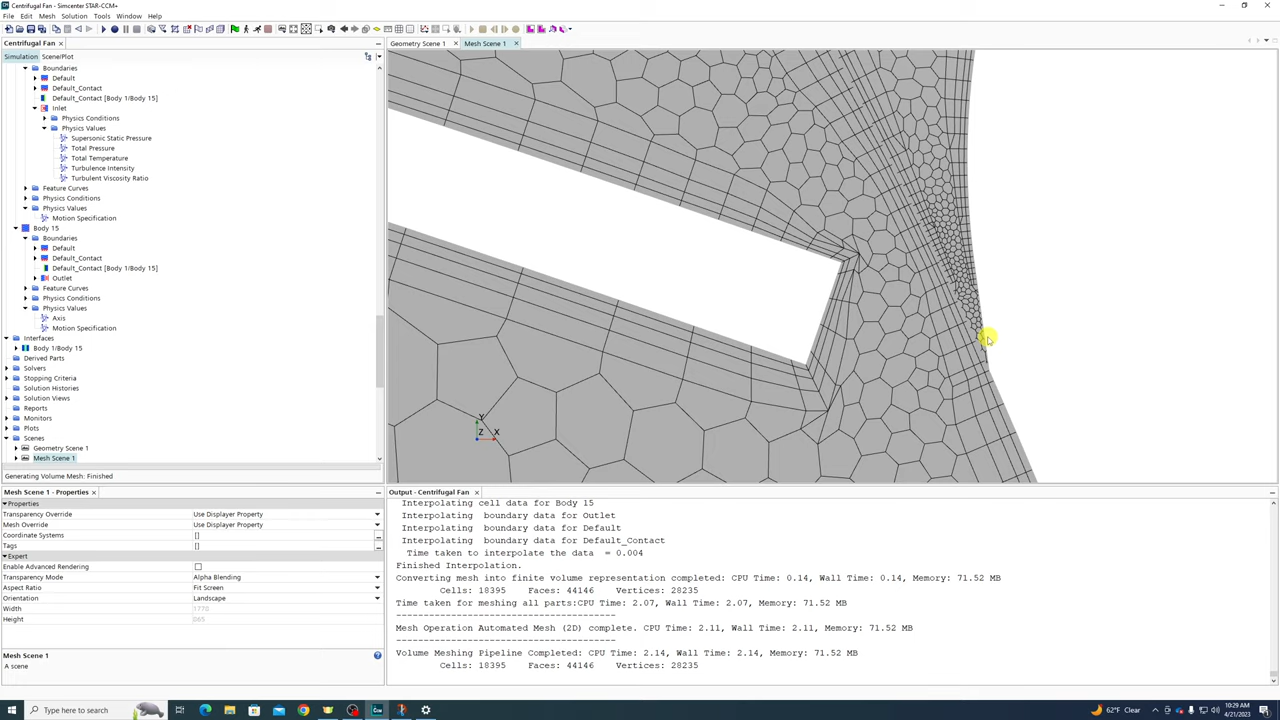 Centrifugal Fan - Simcenter STAR-CCM+
File Edit Mesh Solution Tools Window Help
Centrifugal Fan
Geometry Scene 1
Mesh Scene 1
Simulation Scene/Plot
Boundaries
Default
Default_Contact
Default_Contact [Body 1/Body 15]
Inlet
Physics Conditions
Physics Values
Supersonic Static Pressure
Total Pressure
Total Temperature
Turbulence Intensity
Turbulent Viscosity Ratio
Feature Curves
Physics Conditions
Physics Values
Motion Specification
Body 15
Boundaries
Default
Default_Contact
Default_Contact [Body 1/Body 15]
Outlet
Feature Curves
Physics Conditions
Physics Values
Axis
Motion Specification
Interfaces
Body 1/Body 15
Derived Parts
Solvers
Stopping Criteria
Solution Histories
Solution Views
Reports
Monitors
Plots
Scenes
Geometry Scene 1
Mesh Scene 1
Generating Volume Mesh: Finished
Y
Z X
Mesh Scene 1 - Properties
Properties
Transparency Override Use Displayer Property
Mesh Override Use Displayer Property
Coordinate Systems []
Tags []
Expert
Enable Advanced Rendering
Transparency Mode Alpha Blending
Aspect Ratio Fit Screen
Orientation Landscape
Width 1770
Height 865
Mesh Scene 1
A scene
Output - Centrifugal Fan
Interpolating cell data for Body 15
Interpolating boundary data for Outlet
Interpolating boundary data for Default
Interpolating boundary data for Default_Contact
Time taken to interpolate the data = 0.004
Finished Interpolation.
Converting mesh into finite volume representation completed: CPU Time: 0.14, Wall Time: 0.14, Memory: 71.52 MB
Cells: 18395 Faces: 44146 Vertices: 28235
Time taken for meshing all parts:CPU Time: 2.07, Wall Time: 2.07, Memory: 71.52 MB
----------------------------------------
Mesh Operation Automated Mesh (2D) complete. CPU Time: 2.11, Wall Time: 2.11, Memory: 71.52 MB
----------------------------------------
Volume Meshing Pipeline Completed: CPU Time: 2.14, Wall Time: 2.14, Memory: 71.52 MB
Cells: 18395 Faces: 44146 Vertices: 28235
Type here to search
62°F Clear
10:29 AM
4/21/2023